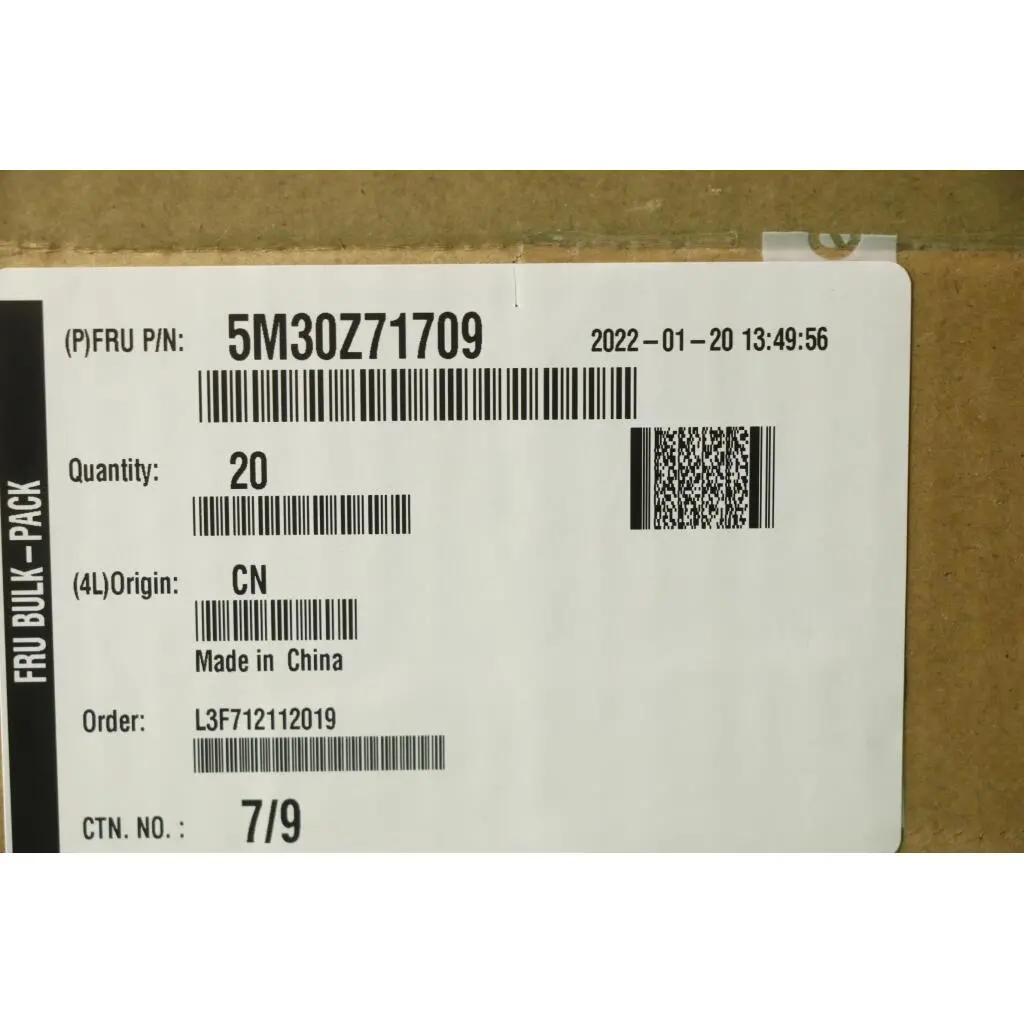 (P)FRU P/N: 5M30Z71709 2022-01-20 13:49:56
Quantity: 20
(4L)Origin: CN
Made in China
Order: L3F712112019
CTN. NO. : 7/9
FRU BULK-PACK